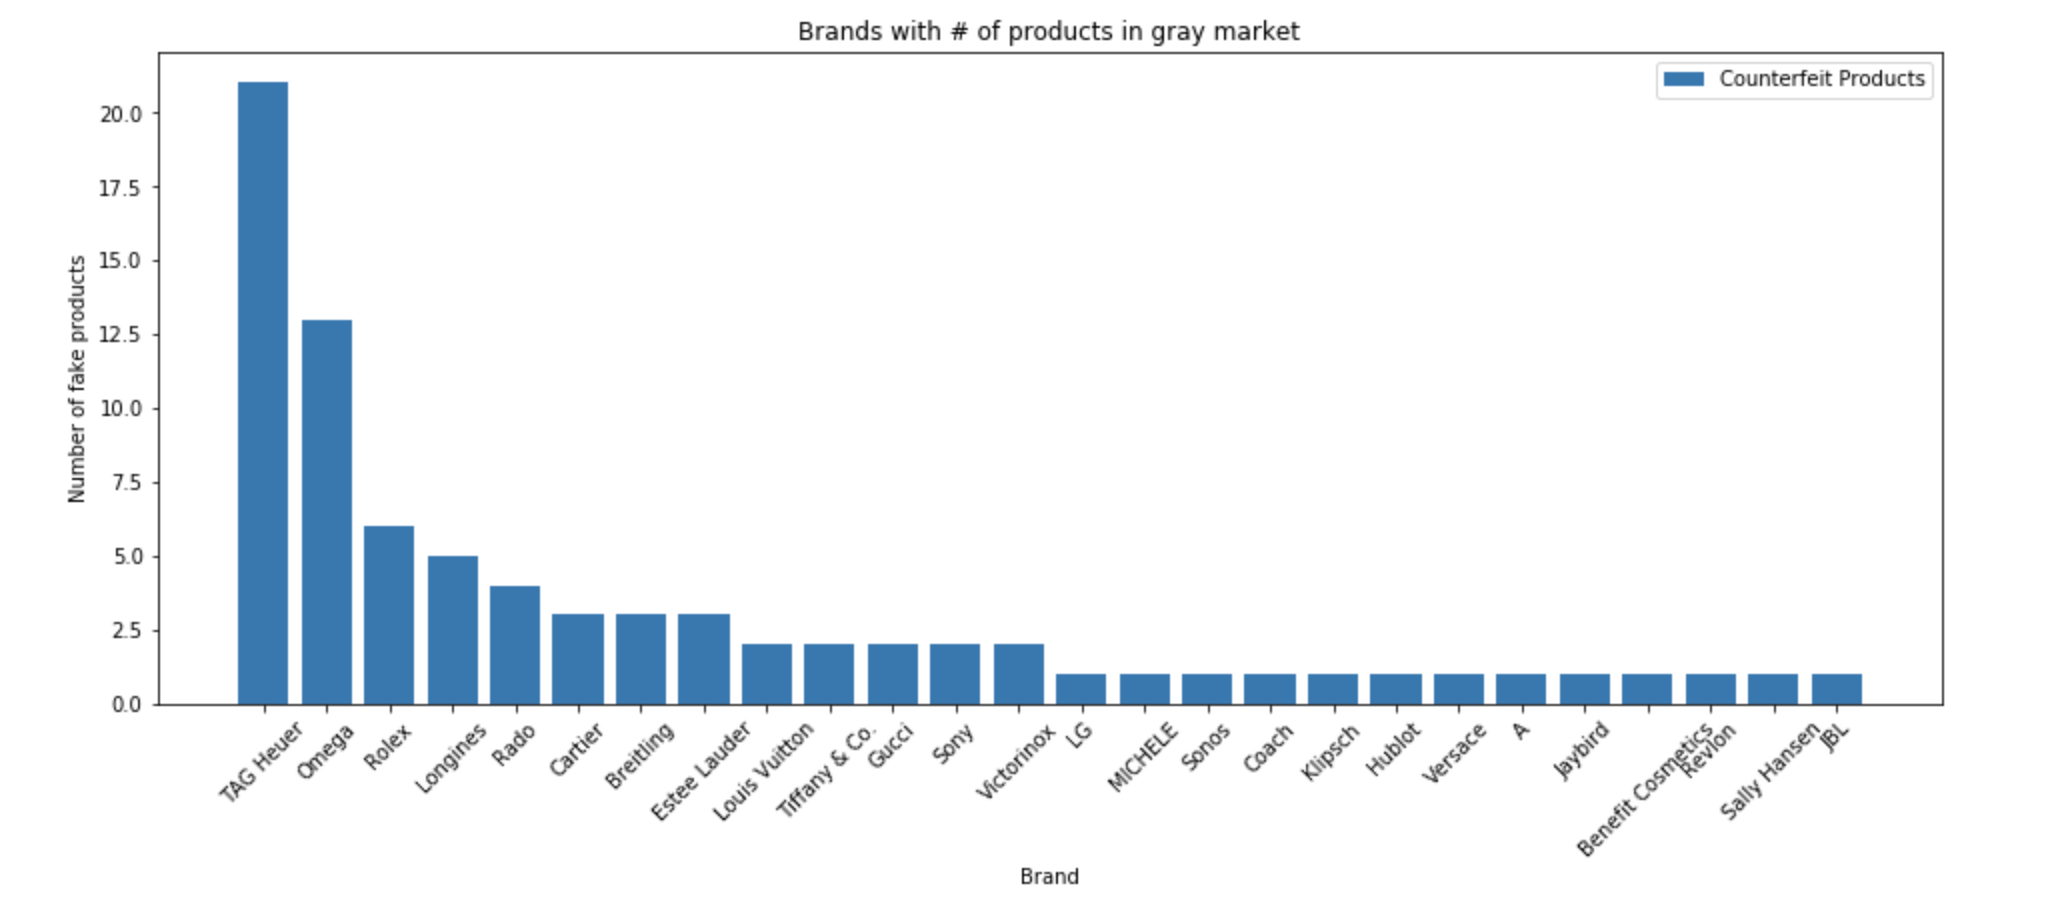 Brands with # of products in gray market
Counterfeit Products
Number of fake products
20.0
17.5
15.0
12.5
10.0
7.5
5.0
2.5
0.0
TAG Heuer
Omega
Rolex
Longines
Rado
Cartier
Breitling
Estee Lauder
Louis Vuitton
Tiffany & Co.
Gucci
Sony
Victorinox
LG
MICHELE
Sonos
Coach
Klipsch
Hublot
Versace
A
Jaybird
Benefit Cosmetics
Revlon
Sally Hansen
JBL
Brand